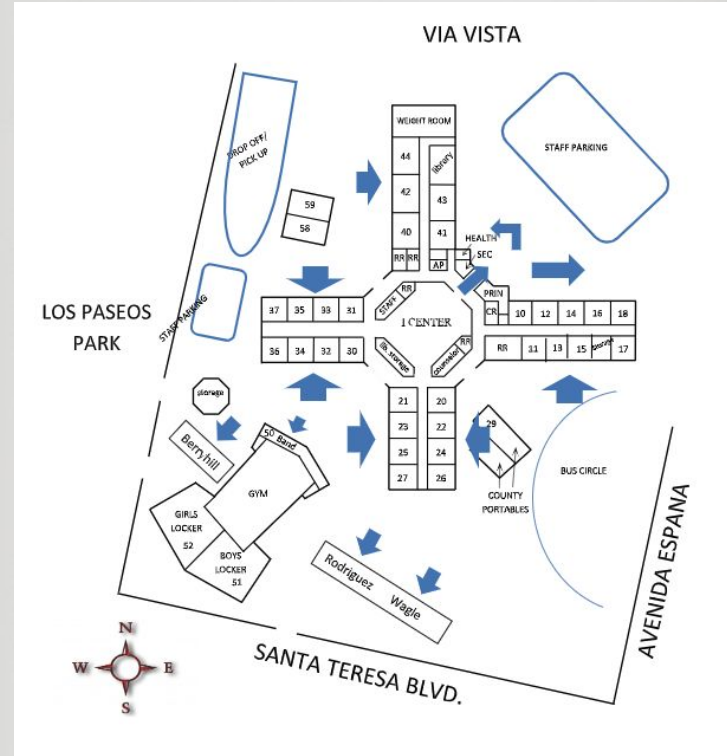 VIA VISTA
WEIGHT ROOM
DROP OFF/
PICK UP
STAFF PARKING
44
library
42
43
59
58
40
41
HEALTH
SEC
RR
RR
AP
RR
PRIN
STAFF
CR
LOS PASEOS
PARK
STAFF PARKING
37
35
33
31
I CENTER
10
12
14
16
18
36
34
32
30
lib storage
counselor
RR
RR
11
13
15
storage
17
storage
21
20
Berryhill
50 Band
23
22
29
25
24
27
26
BUS CIRCLE
COUNTY
PORTABLES
GYM
GIRLS
LOCKER
52
BOYS
LOCKER
51
Rodriguez
Wagle
AVENIDA ESPANA
SANTA TERESA BLVD.
N
W
E
S